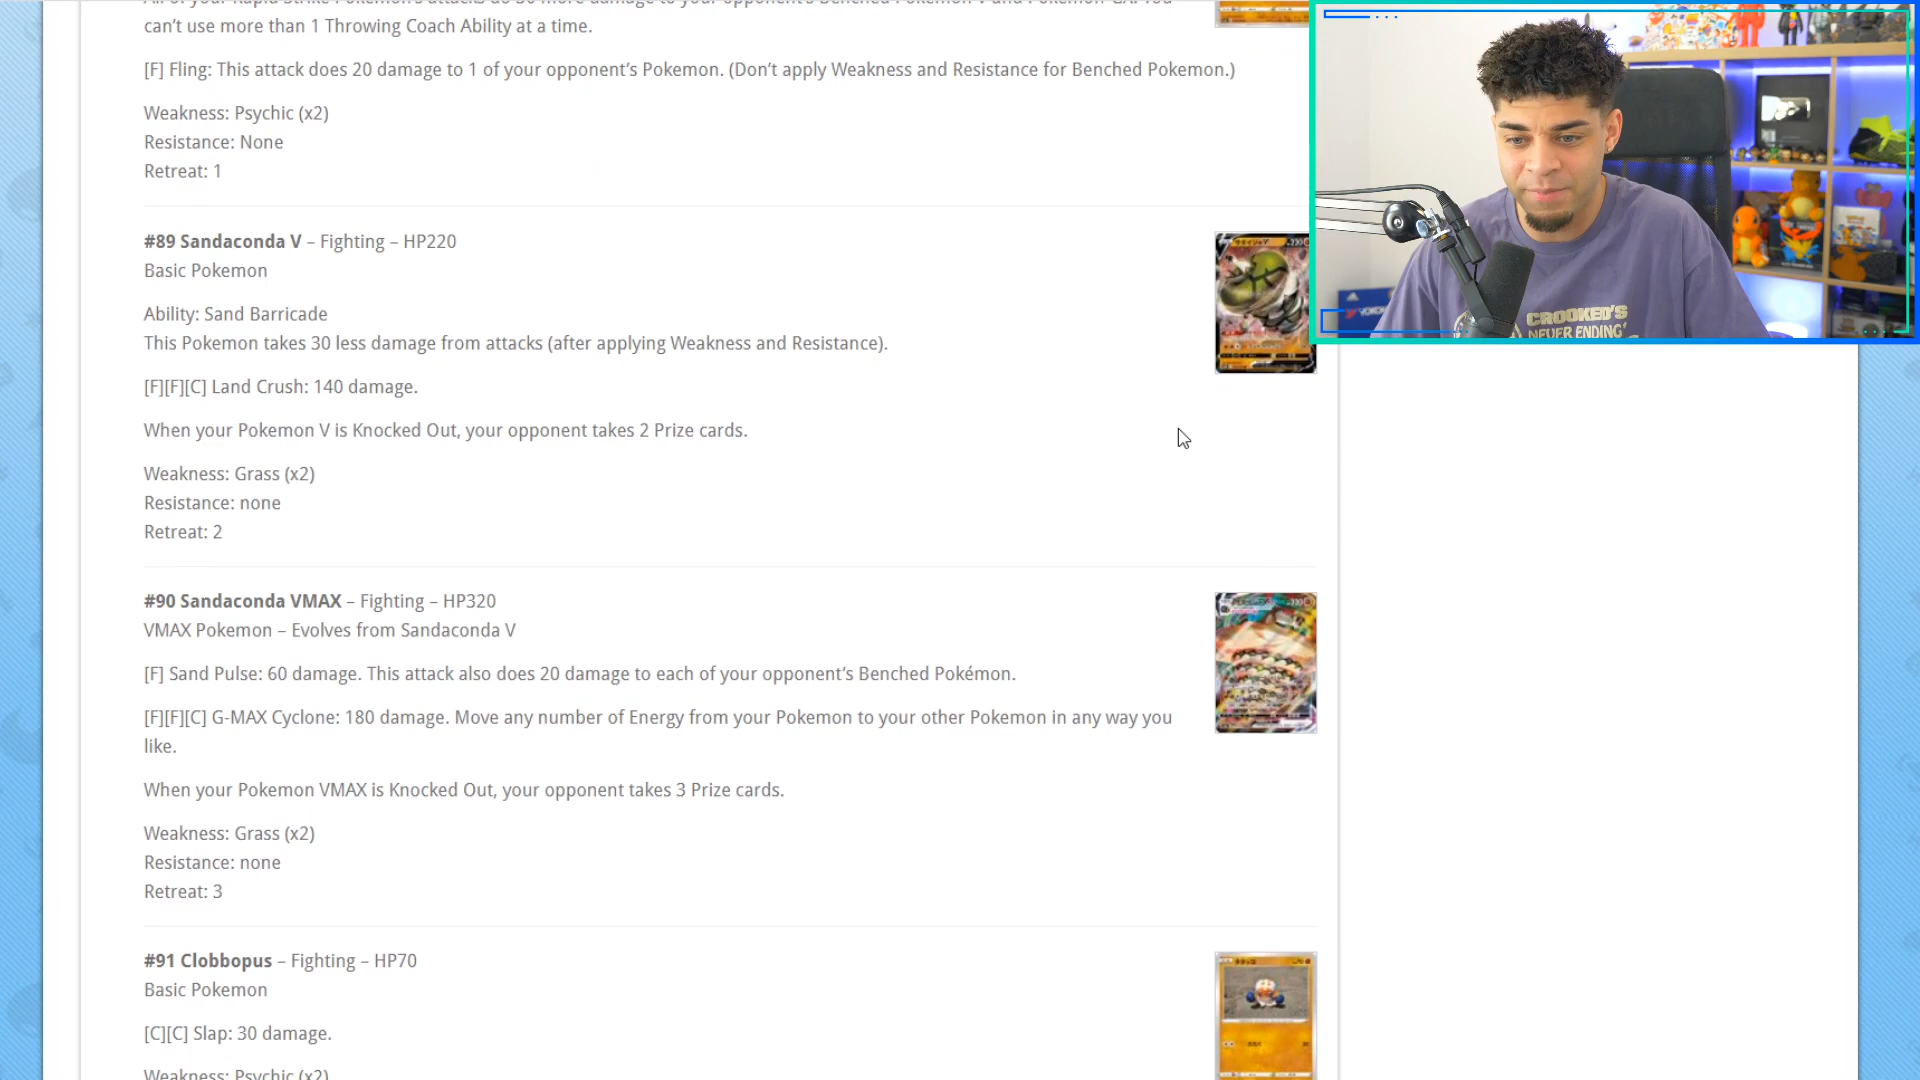 can't use more than 1 Throwing Coach Ability at a time.
[F] Fling: This attack does 20 damage to 1 of your opponent's Pokemon. (Don't apply Weakness and Resistance for Benched Pokemon.)
Weakness: Psychic (x2)
Resistance: None
Retreat: 1
#89 Sandaconda V – Fighting – HP220
Basic Pokemon
Ability: Sand Barricade
This Pokemon takes 30 less damage from attacks (after applying Weakness and Resistance).
[F][F][C] Land Crush: 140 damage.
When your Pokemon V is Knocked Out, your opponent takes 2 Prize cards.
Weakness: Grass (x2)
Resistance: none
Retreat: 2
#90 Sandaconda VMAX – Fighting – HP320
VMAX Pokemon – Evolves from Sandaconda V
[F] Sand Pulse: 60 damage. This attack also does 20 damage to each of your opponent's Benched Pokémon.
[F][F][C] G-MAX Cyclone: 180 damage. Move any number of Energy from your Pokemon to your other Pokemon in any way you
like.
When your Pokemon VMAX is Knocked Out, your opponent takes 3 Prize cards.
Weakness: Grass (x2)
Resistance: none
Retreat: 3
#91 Clobbopus – Fighting – HP70
Basic Pokemon
[C][C] Slap: 30 damage.
Weakness: Psychic (x2)
CROOKED'S
NEVER ENDING